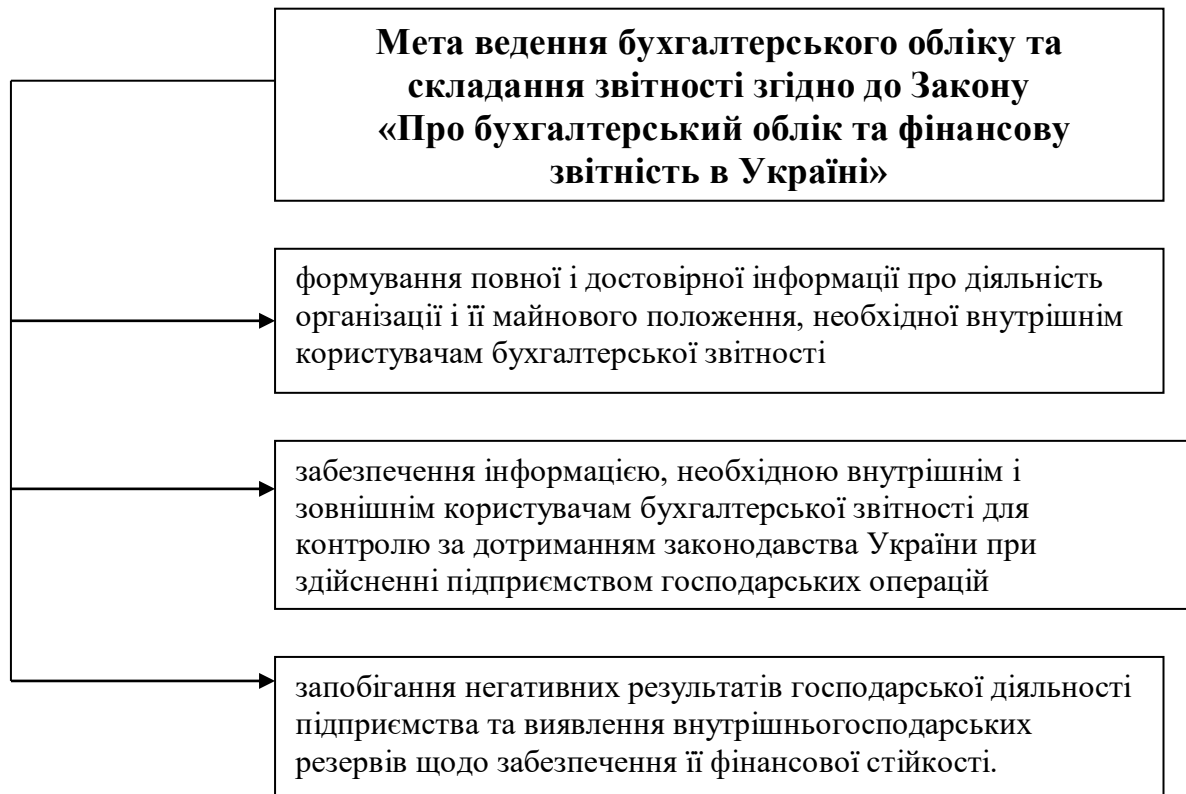 Мета ведення бухгалтерського обліку та
складання звітності згідно до Закону
«Про бухгалтерський облік та фінансову
звітність в Україні»
формування повної і достовірної інформації про діяльність
організації і її майнового положення, необхідної внутрішнім
користувачам бухгалтерської звітності
забезпечення інформацією, необхідною внутрішнім і
зовнішнім користувачам бухгалтерської звітності для
контролю за дотриманням законодавства України при
здійсненні підприємством господарських операцій
запобігання негативних результатів господарської діяльності
підприємства та виявлення внутрішньогосподарських
резервів щодо забезпечення її фінансової стійкості.